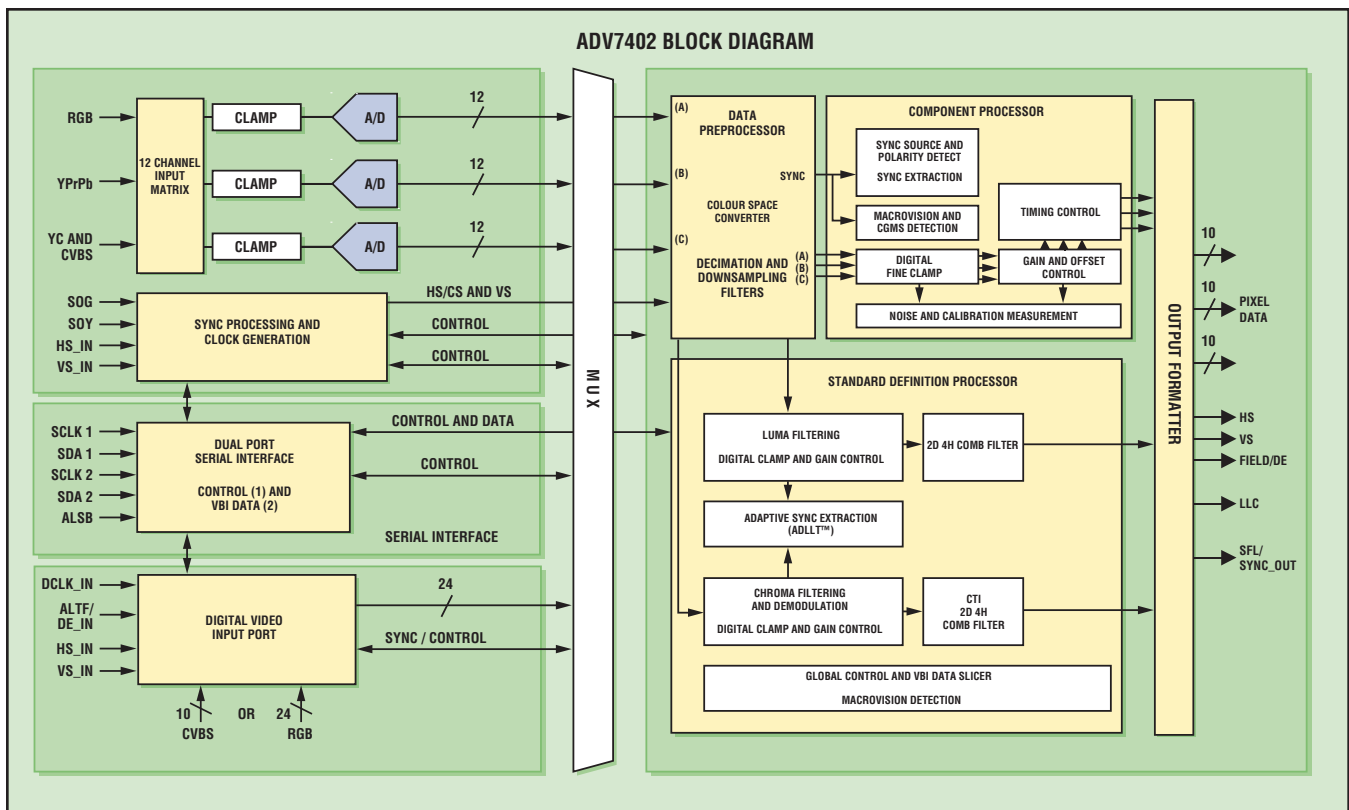 ADV7402 BLOCK DIAGRAM
RGB
YPrPb
YC AND
CVBS
12 CHANNEL
INPUT
MATRIX
CLAMP
A/D
12
CLAMP
A/D
12
CLAMP
A/D
12
SOG
SOY
HS_IN
VS_IN
SYNC PROCESSING AND
CLOCK GENERATION
HS/CS AND VS
CONTROL
CONTROL
SCLK 1
SDA 1
SCLK 2
SDA 2
ALSB
DUAL PORT
SERIAL INTERFACE
CONTROL (1) AND
VBI DATA (2)
CONTROL AND DATA
CONTROL
SERIAL INTERFACE
DCLK_IN
ALTF/
DE_IN
HS_IN
VS_IN
DIGITAL VIDEO
INPUT PORT
24
SYNC / CONTROL
10
OR
24
CVBS
RGB
MUX
(A)
DATA
PREPROCESSOR
(B)
SYNC
COLOUR SPACE
CONVERTER
(C)
DECIMATION AND
DOWNSAMPLING
FILTERS
(A)
(B)
(C)
COMPONENT PROCESSOR
SYNC SOURCE AND
POLARITY DETECT
SYNC EXTRACTION
MACROVISION AND
CGMS DETECTION
TIMING CONTROL
DIGITAL
FINE CLAMP
GAIN AND OFFSET
CONTROL
NOISE AND CALIBRATION MEASUREMENT
STANDARD DEFINITION PROCESSOR
LUMA FILTERING
DIGITAL CLAMP AND GAIN CONTROL
2D 4H COMB FILTER
ADAPTIVE SYNC EXTRACTION
(ADLLT™)
CHROMA FILTERING
AND DEMODULATION
DIGITAL CLAMP AND GAIN CONTROL
CTI
2D 4H
COMB FILTER
GLOBAL CONTROL AND VBI DATA SLICER
MACROVISION DETECTION
OUTPUT FORMATTER
10
10
PIXEL
DATA
10
HS
VS
FIELD/DE
LLC
SFL/
SYNC_OUT